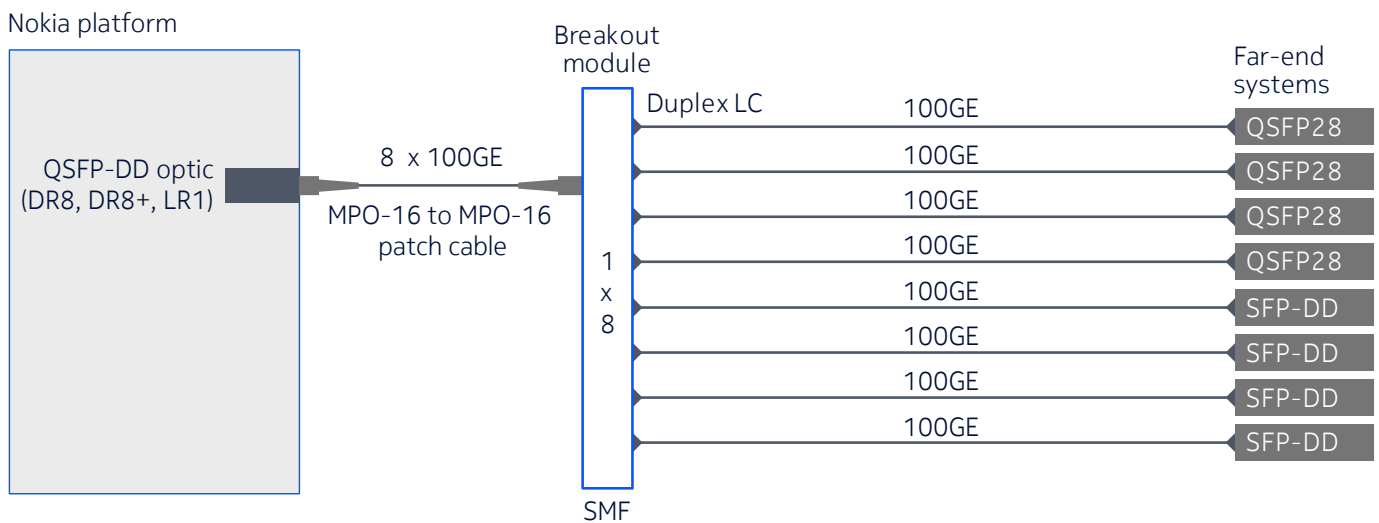 Nokia platform
QSFP-DD optic
(DR8, DR8+, LR1)
8 x 100GE
MPO-16 to MPO-16
patch cable
Breakout
module
1
x
8
SMF
Duplex LC
100GE
100GE
100GE
100GE
100GE
100GE
100GE
100GE
Far-end
systems
QSFP28
QSFP28
QSFP28
QSFP28
SFP-DD
SFP-DD
SFP-DD
SFP-DD